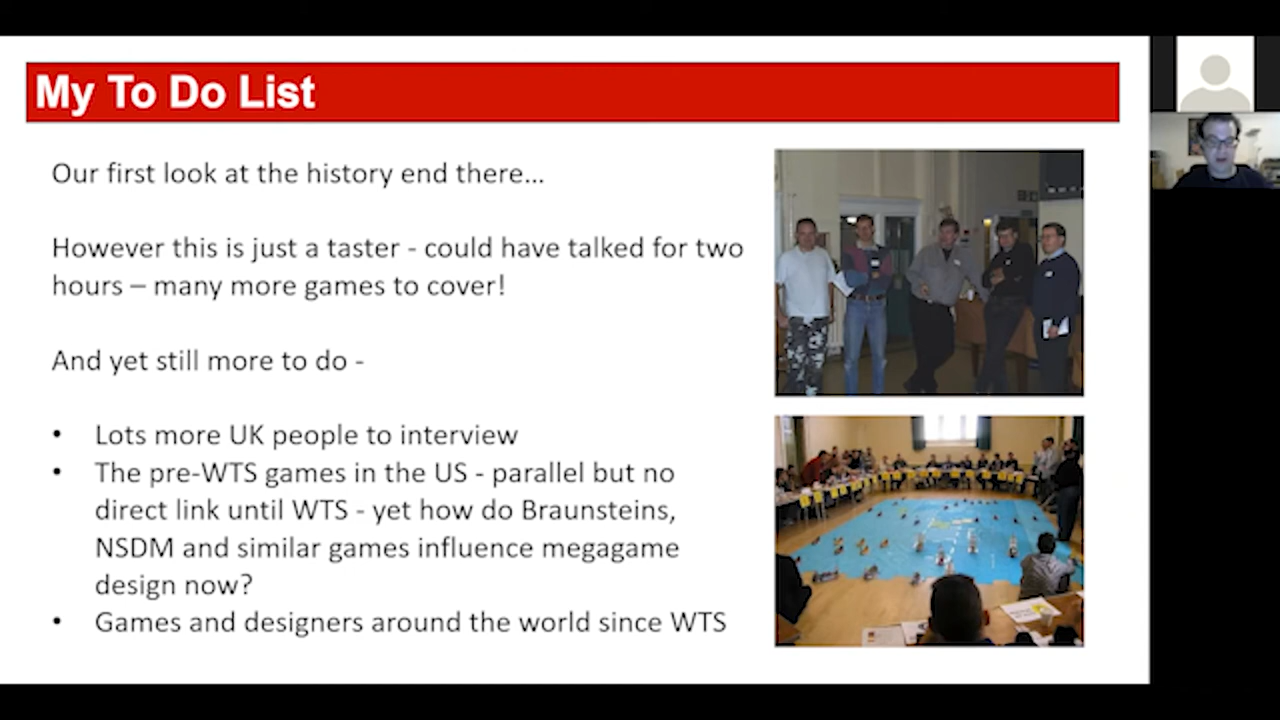 My To Do List
Our first look at the history end there...
However this is just a taster - could have talked for two
hours – many more games to cover!
And yet still more to do -
• Lots more UK people to interview
• The pre-WTS games in the US - parallel but no
direct link until WTS - yet how do Braunsteins,
NSDM and similar games influence megagame
design now?
• Games and designers around the world since WTS